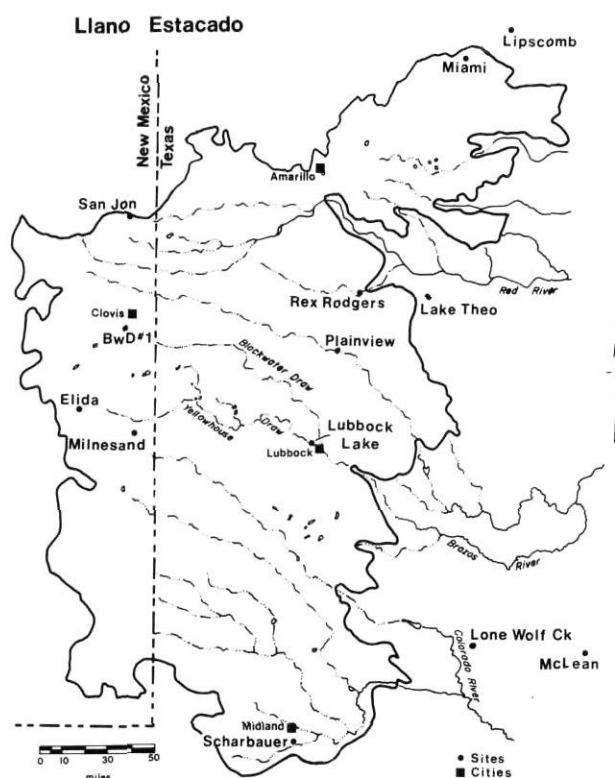 Llano Estacado
Lipscomb
Miami
New Mexico
Texas
Amarillo
San Jon
Red River
Rex Rodgers
Lake Theo
Clovis
BwD#1
Plainview
Blackwater Draw
Elida
Yellowhouse Draw
Lubbock
Lake
Milnesand
Lubbock
Brazos River
Lone Wolf Ck
Colorado River
McLean
Midland
Scharbauer
0 10 20 30 40 50
miles
Sites
Cities